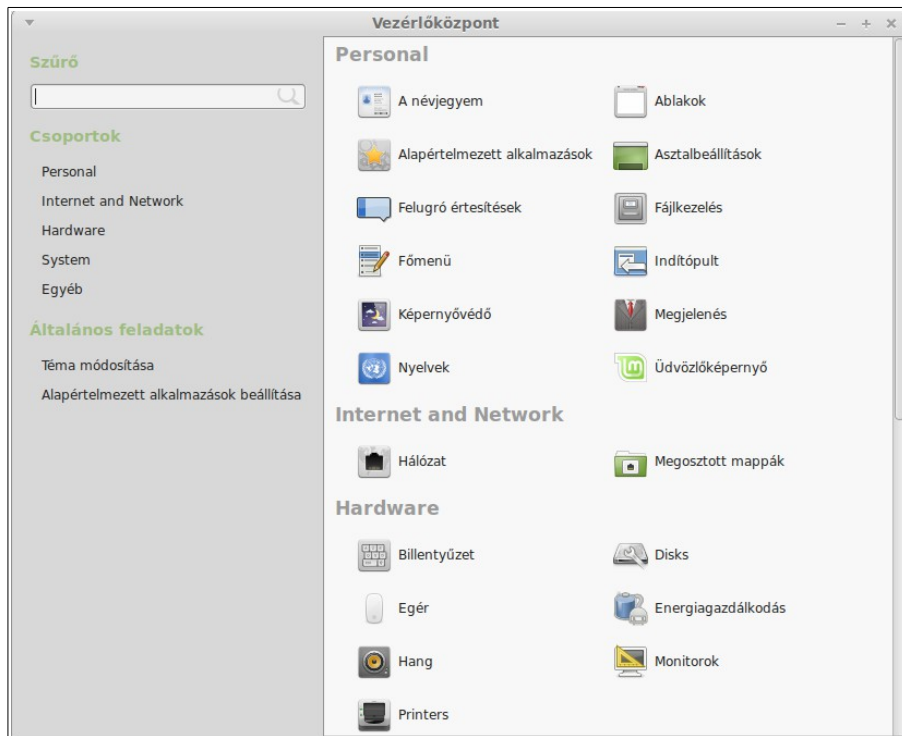 Vezérlőközpont
Szűrő
Csoportok
Personal
Internet and Network
Hardware
System
Egyéb
Általános feladatok
Téma módosítása
Alapértelmezett alkalmazások beállítása
Personal
A névjegyem
Ablakok
Alapértelmezett alkalmazások
Asztalbeállítások
Felugró értesítések
Fájlkezelés
Főmenü
Indítópult
Képernyővédő
Megjelenés
Nyelvek
Üdvözlőképernyő
Internet and Network
Hálózat
Megosztott mappák
Hardware
Billentyűzet
Disks
Egér
Energiagazdálkodás
Hang
Monitorok
Printers